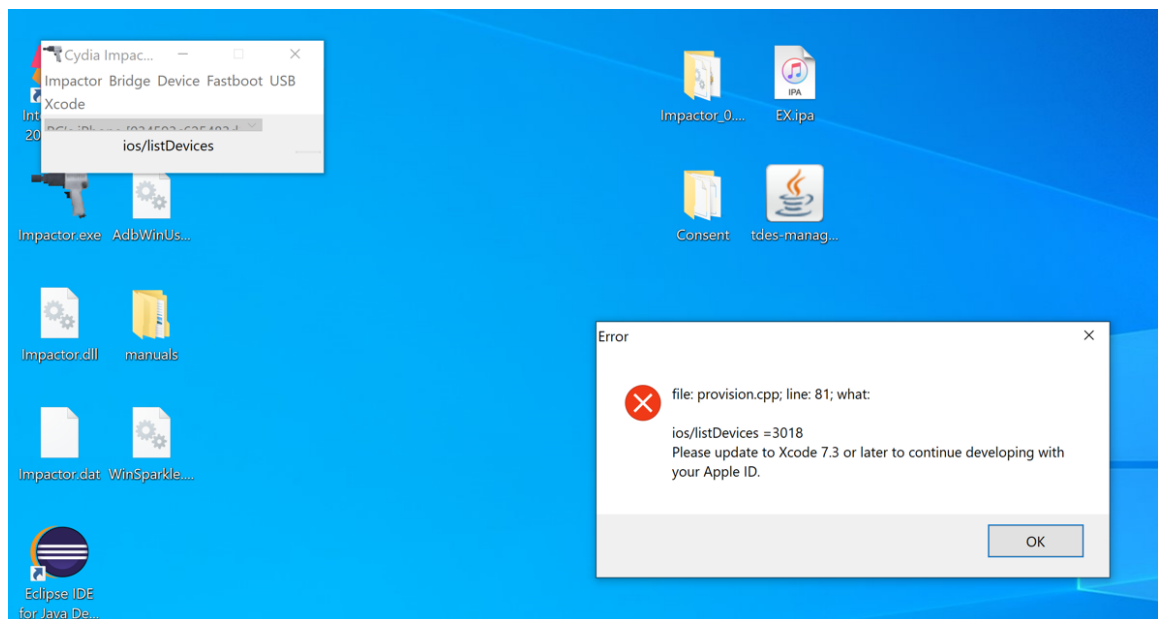 Cydia Impac...
Impactor Bridge Device Fastboot USB
Xcode
ios/listDevices
Int
20
Impactor.exe
AdbWinUs...
Impactor.dll
manuals
Impactor.dat
WinSparkle....
Eclipse IDE
for Java De...
Impactor_0....
IPA
EX.ipa
Consent
tdes-manag...
Error
file: provision.cpp; line: 81; what:
ios/listDevices =3018
Please update to Xcode 7.3 or later to continue developing with
your Apple ID.
OK